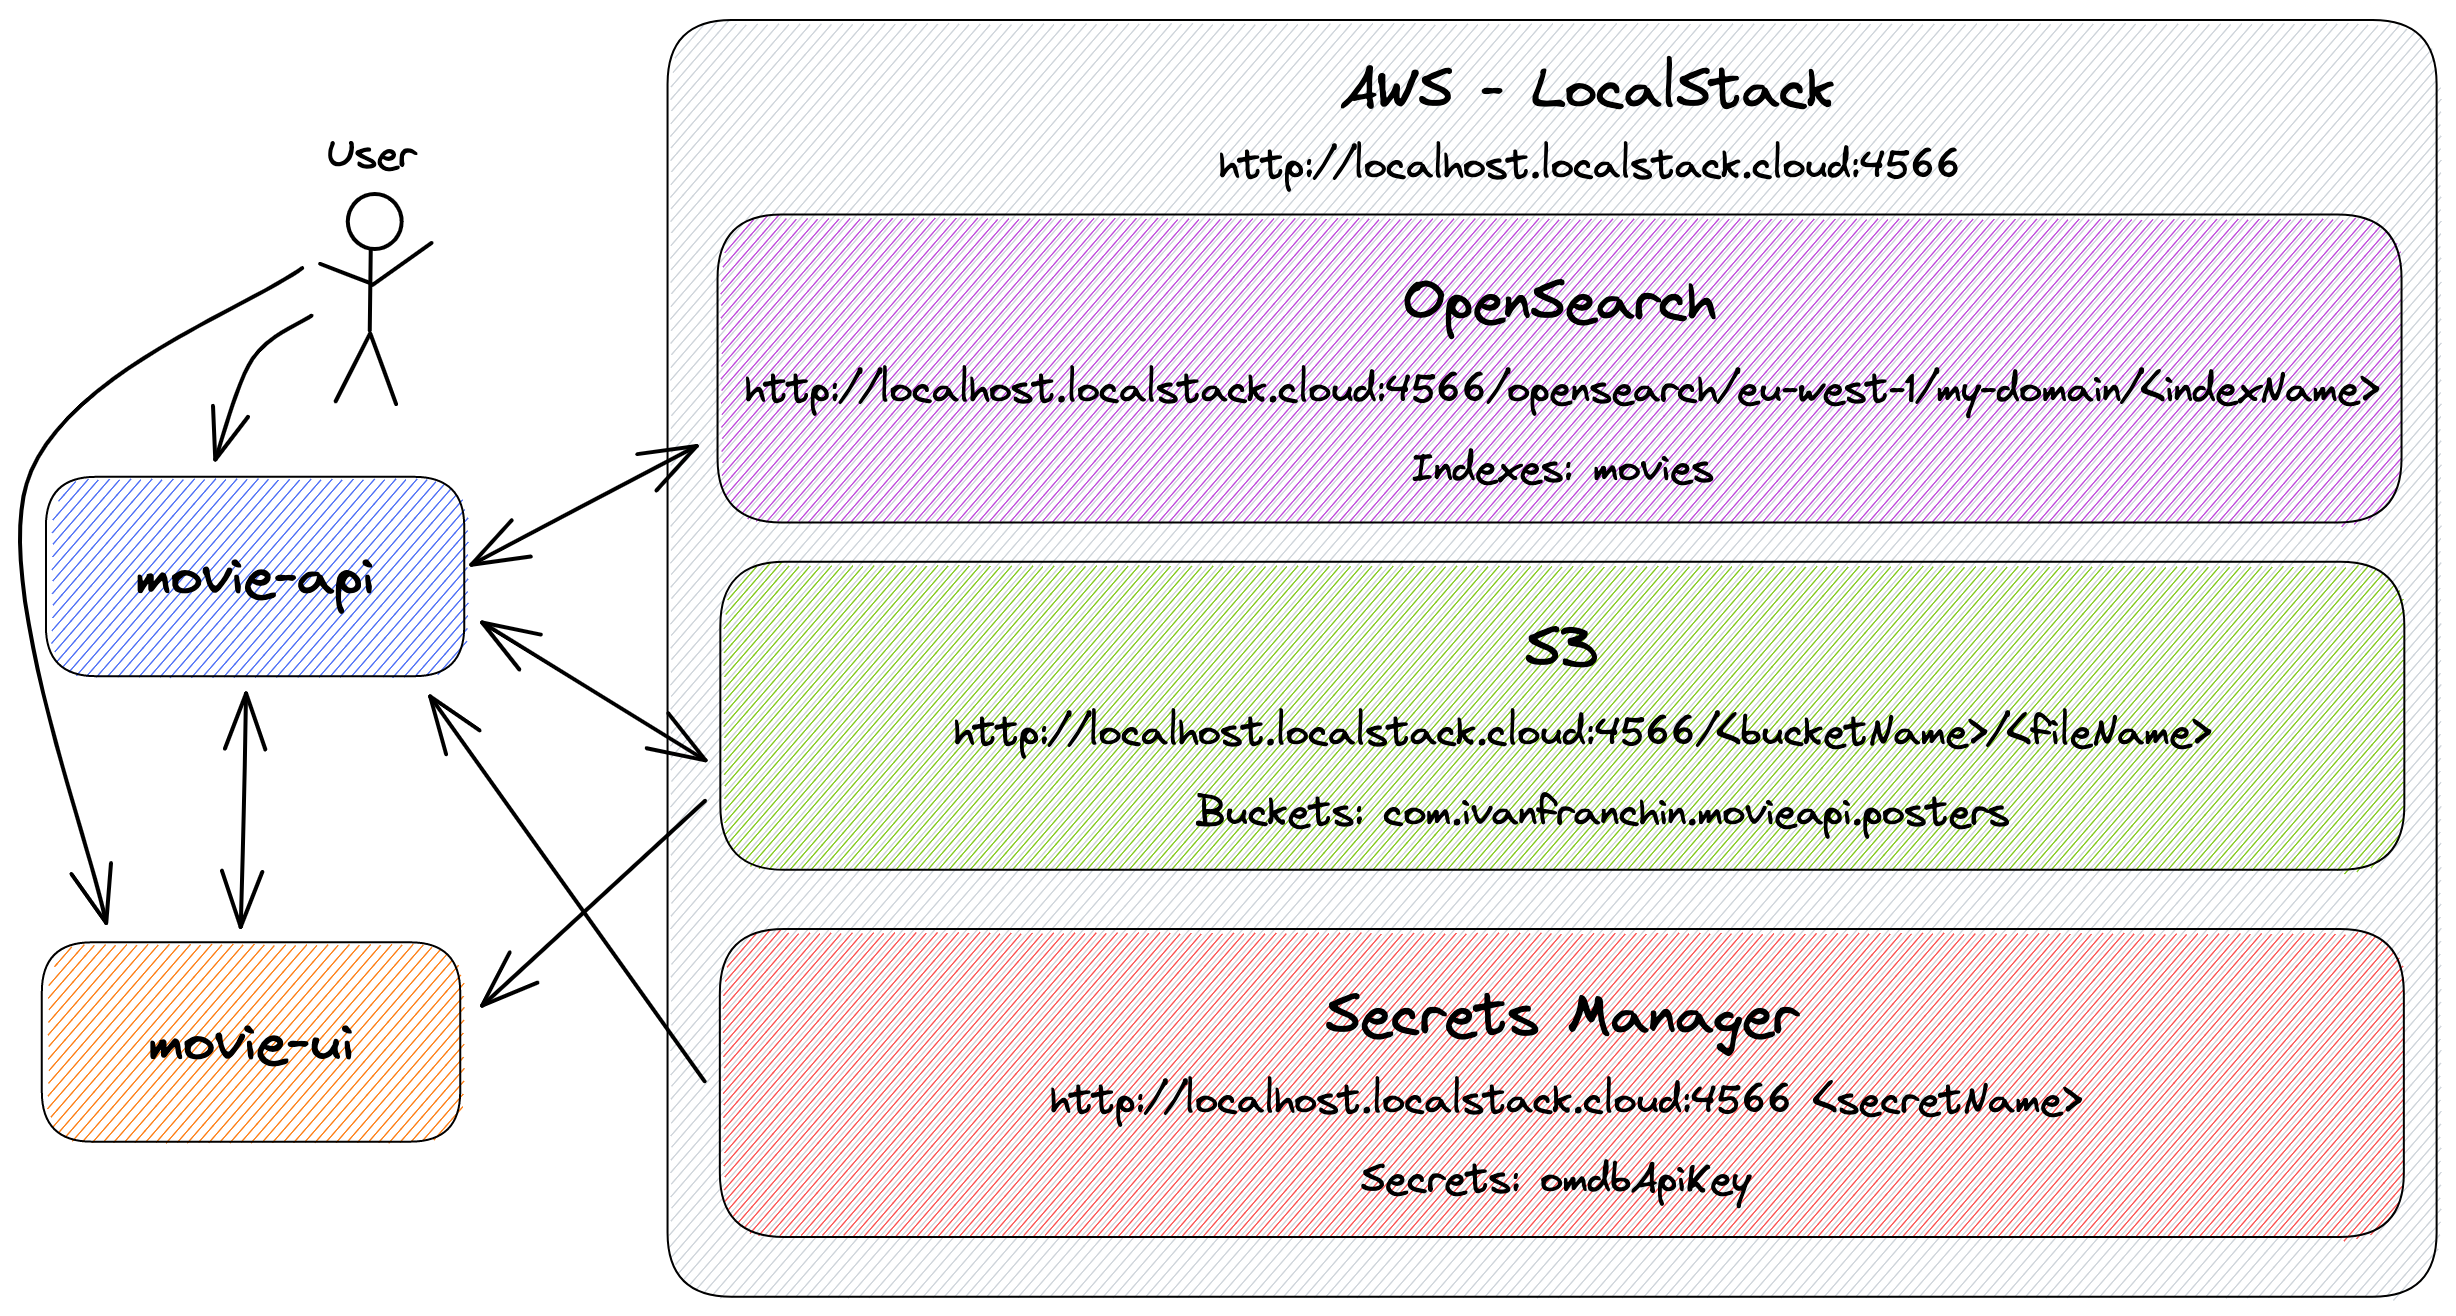 User
movie-api
movie-ui
AWS - LocalStack
http://localhost.localstack.cloud:4566
OpenSearch
http://localhost.localstack.cloud:4566/opensearch/eu-west-1/my-domain/<indexName>
Indexes: movies
S3
http://localhost.localstack.cloud:4566/<bucketName>/<fileName>
Buckets: com.ivanfranchin.movieapi.posters
Secrets Manager
http://localhost.localstack.cloud:4566 <secretName>
Secrets: omdbApiKey